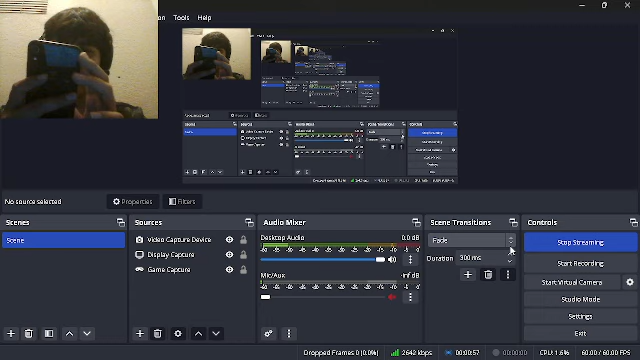 Tools Help
No source selected
Properties Filters
Scenes Sources Audio Mixer Scene Transitions Controls
Scene
Video Capture Device
Display Capture
Game Capture
Desktop Audio 0.0 dB
Mic/Aux -inf dB
Fade
Duration 300 ms
Stop Streaming
Start Recording
Start Virtual Camera
Studio Mode
Settings
Exit
Dropped Frames 0 (0.0%) 2642 kbps 00:00:57 00:00:00 CPU: 1.6% 60.00 / 60.00 FPS